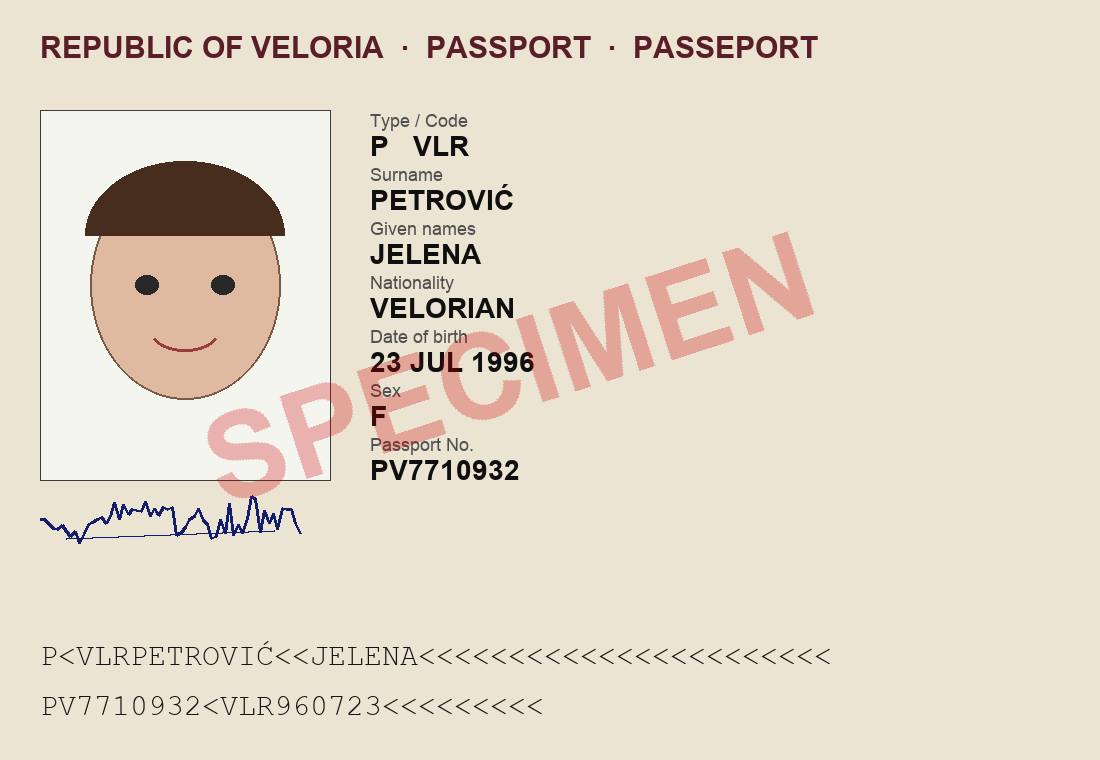 REPUBLIC OF VELORIA · PASSPORT · PASSEPORT
Type / Code
P VLR
Surname
PETROVIĆ
Given names
JELENA
Nationality
VELORIAN
Date of birth
23 JUL 1996
Sex
F
Passport No.
PV7710932
SPECIMEN
P<VLRPETROVIĆ<<JELENA<<<<<<<<<<<<<<<<<<<<<<<
PV7710932<VLR960723<<<<<<<<<